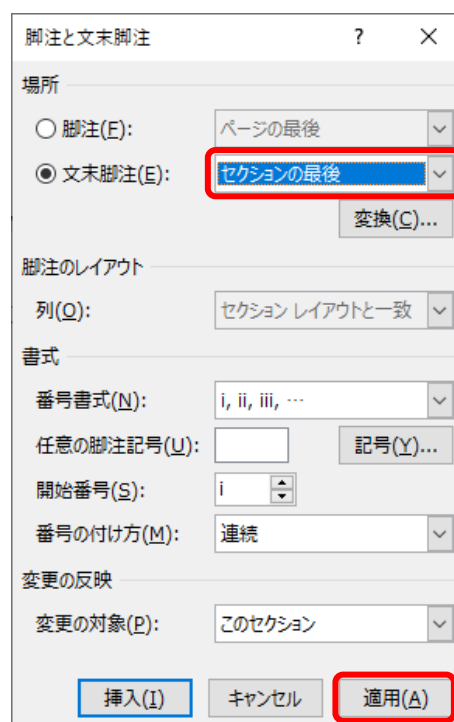 脚注と文末脚注 ? ×
場所
脚注(F): ページの最後
文末脚注(E): セクションの最後
変換(C)...
脚注のレイアウト
列(O): セクション レイアウトと一致
書式
番号書式(N): i, ii, iii, …
任意の脚注記号(U): 記号(Y)...
開始番号(S): i
番号の付け方(M): 連続
変更の反映
変更の対象(P): このセクション
挿入(I) キャンセル 適用(A)